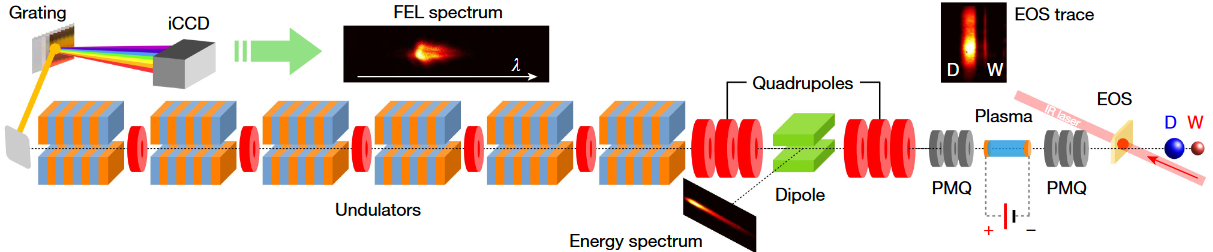 Grating
iCCD
FEL spectrum
λ
EOS trace
D W
Quadrupoles
Plasma
IR laser
EOS
D W
PMQ
PMQ
Dipole
Undulators
Energy spectrum
+ −